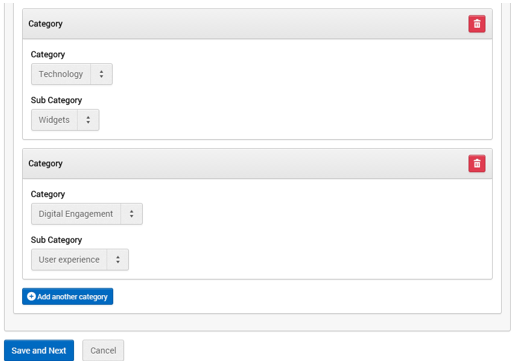 Category
Category
Technology
Sub Category
Widgets
Category
Category
Digital Engagement
Sub Category
User experience
Add another category
Save and Next Cancel